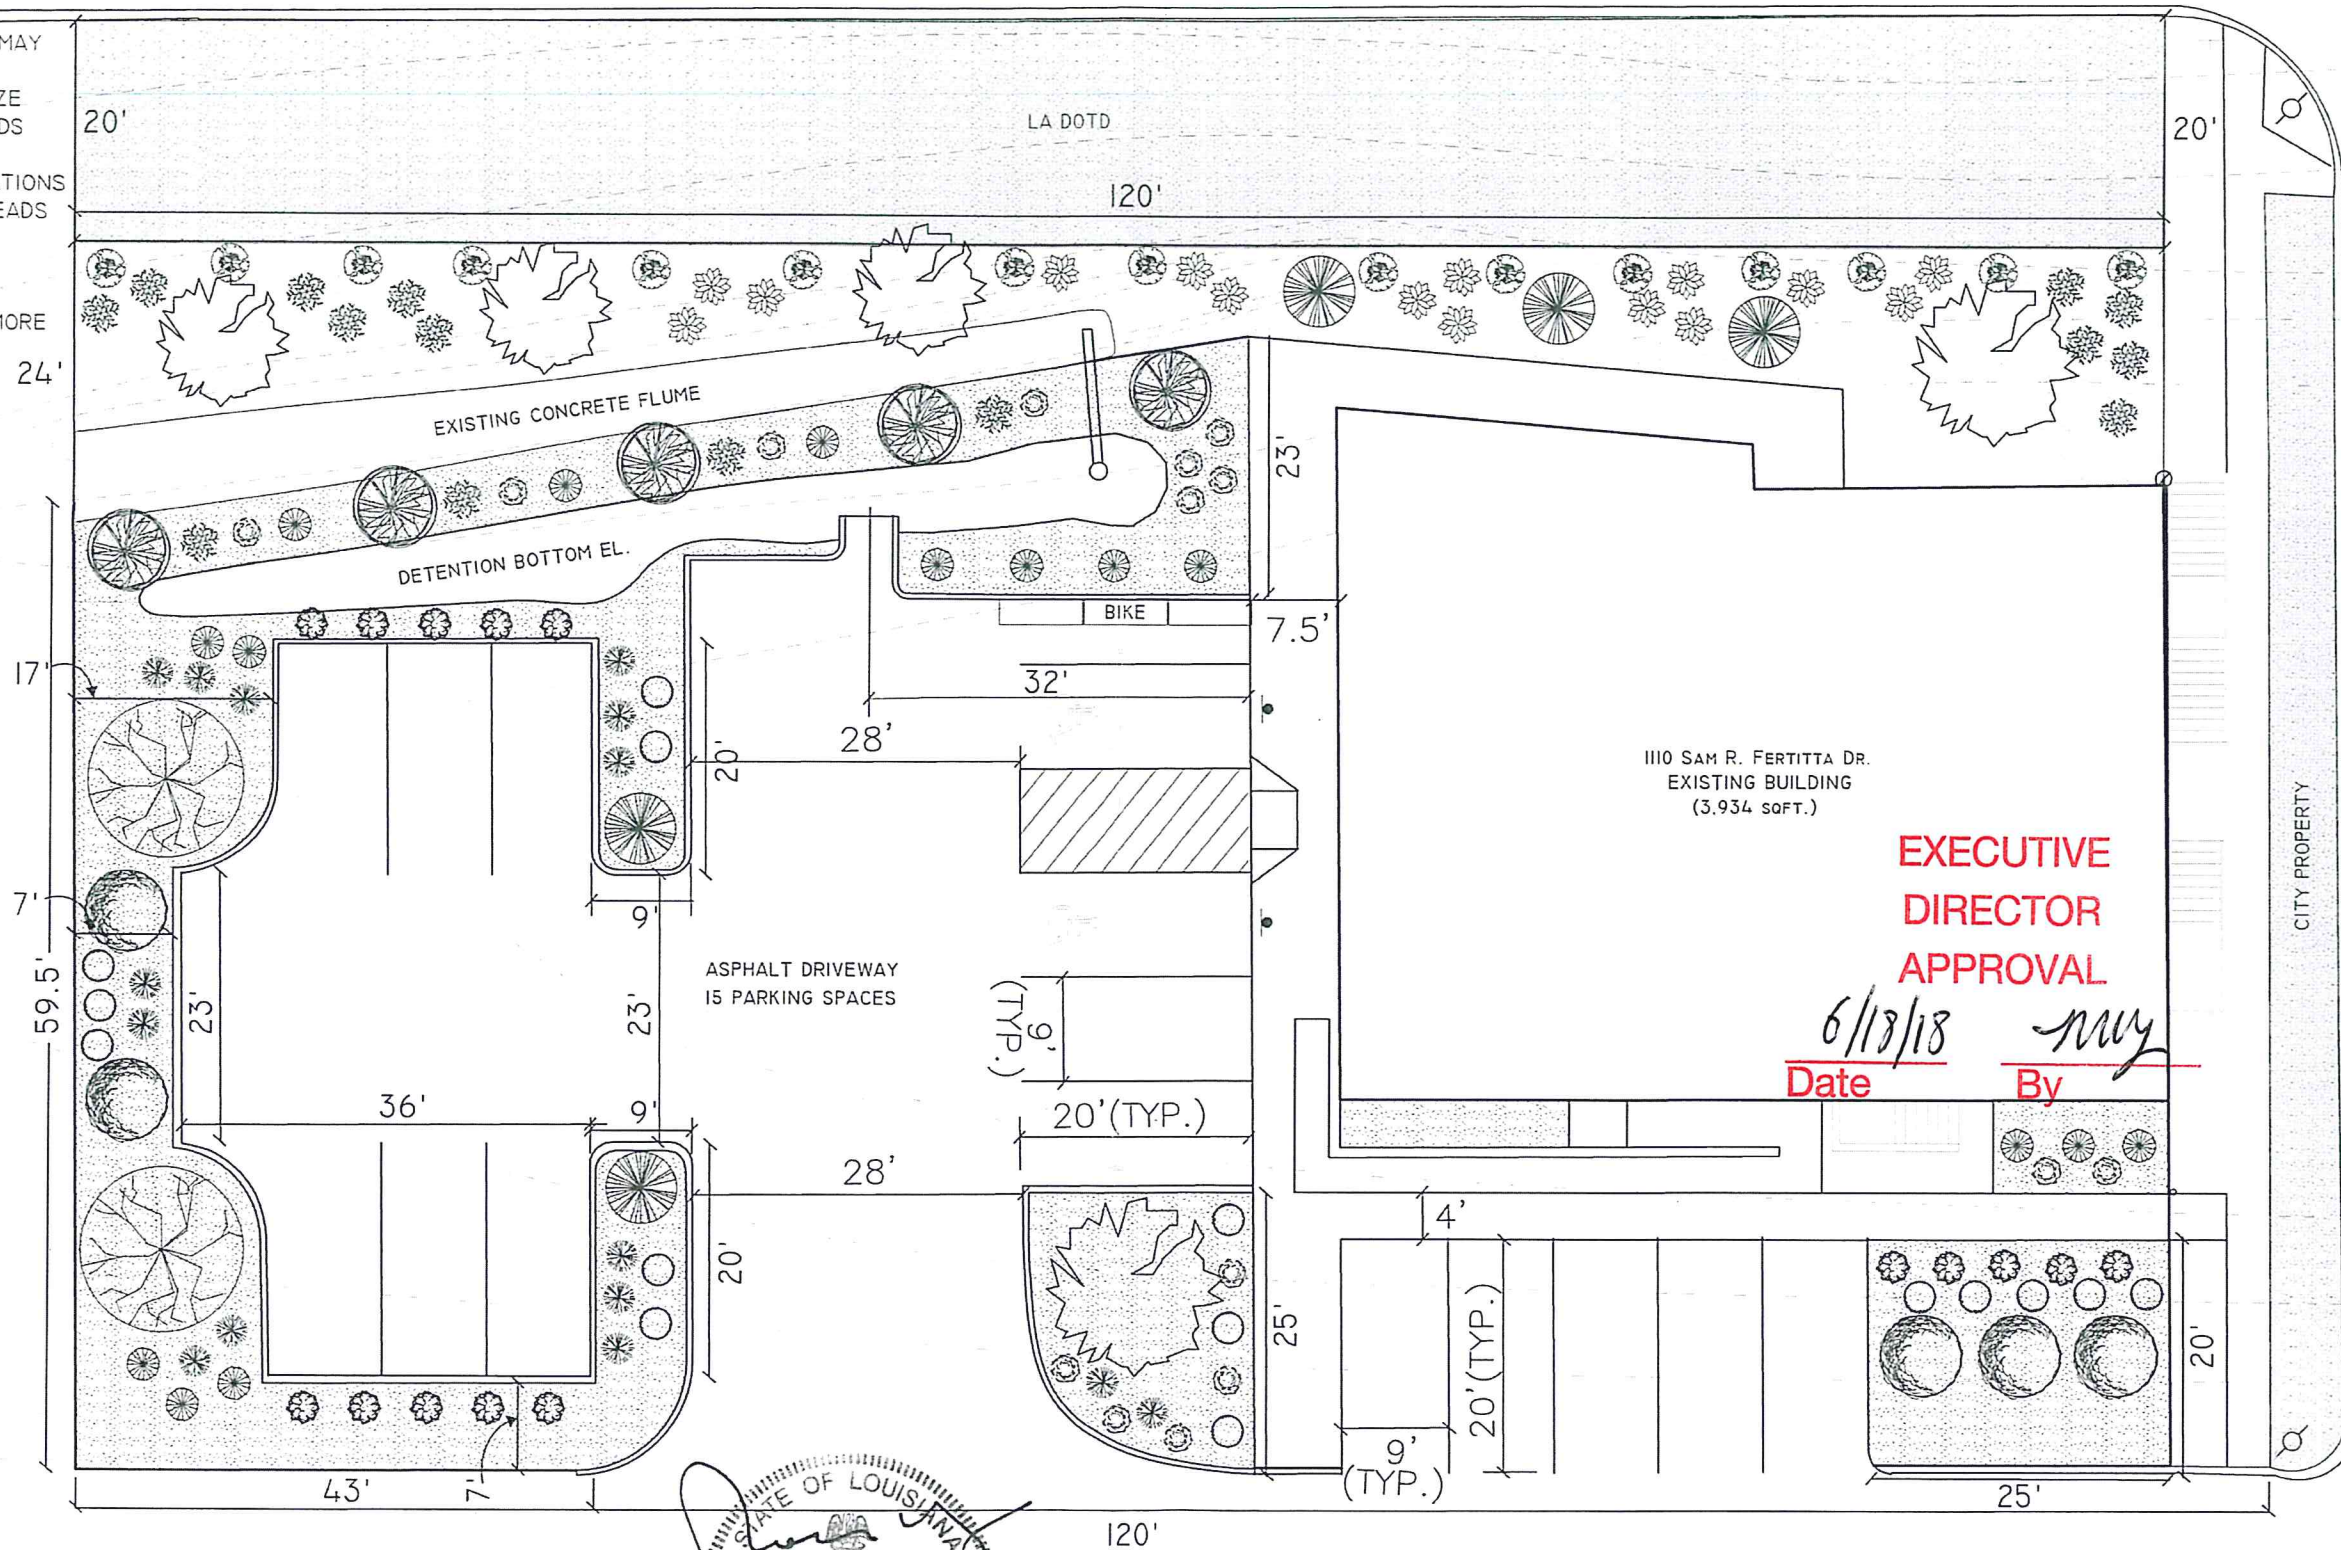 MAY
ZE
DS
TIONS
EADS
MORE
20'
LA DOTD
20'
120'
24'
EXISTING CONCRETE FLUME
DETENTION BOTTOM EL.
23'
BIKE
7.5'
17'
32'
28'
20'
1110 SAM R. FERTITTA DR.
EXISTING BUILDING
(3,934 SQFT.)
CITY PROPERTY
EXECUTIVE
DIRECTOR
APPROVAL
6/18/18
Date
By
7'
9'
59.5'
23'
23'
ASPHALT DRIVEWAY
15 PARKING SPACES
9'
(TYP.)
36'
9'
20'(TYP.)
28'
4'
20'
25'
20'(TYP.)
20'
9'
(TYP.)
43'
7'
25'
120'
STATE OF LOUISIANA